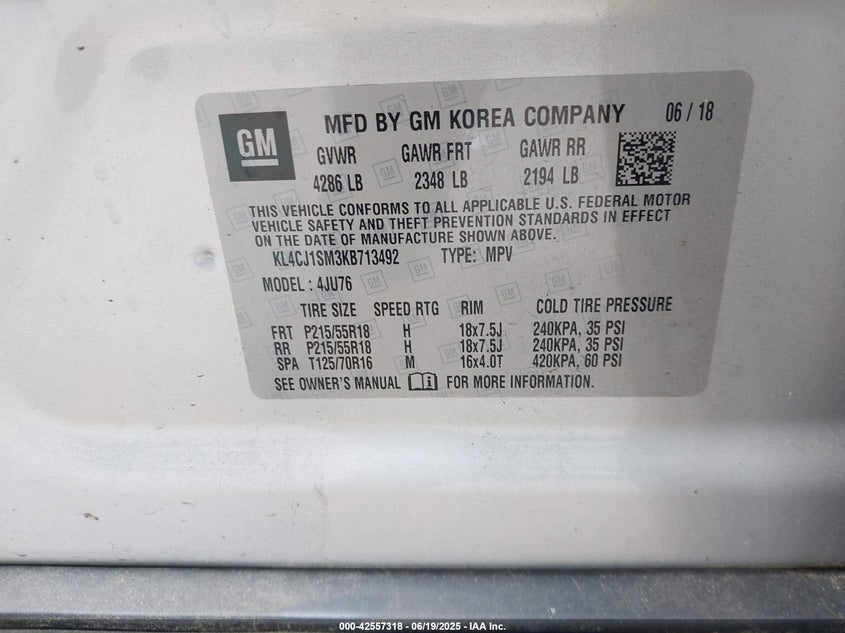 GM
MFD BY GM KOREA COMPANY 06 / 18
GVWR GAWR FRT GAWR RR
4286 LB 2348 LB 2194 LB
THIS VEHICLE CONFORMS TO ALL APPLICABLE U.S. FEDERAL MOTOR
VEHICLE SAFETY AND THEFT PREVENTION STANDARDS IN EFFECT
ON THE DATE OF MANUFACTURE SHOWN ABOVE.
KL4CJ1SM3KB713492 TYPE: MPV
MODEL : 4JU76
TIRE SIZE SPEED RTG RIM COLD TIRE PRESSURE
FRT P215/55R18 H 18x7.5J 240KPA, 35 PSI
RR P215/55R18 H 18x7.5J 240KPA, 35 PSI
SPA T125/70R16 M 16x4.0T 420KPA, 60 PSI
SEE OWNER'S MANUAL FOR MORE INFORMATION.
000-42557318 - 06/19/2025 - IAA Inc.